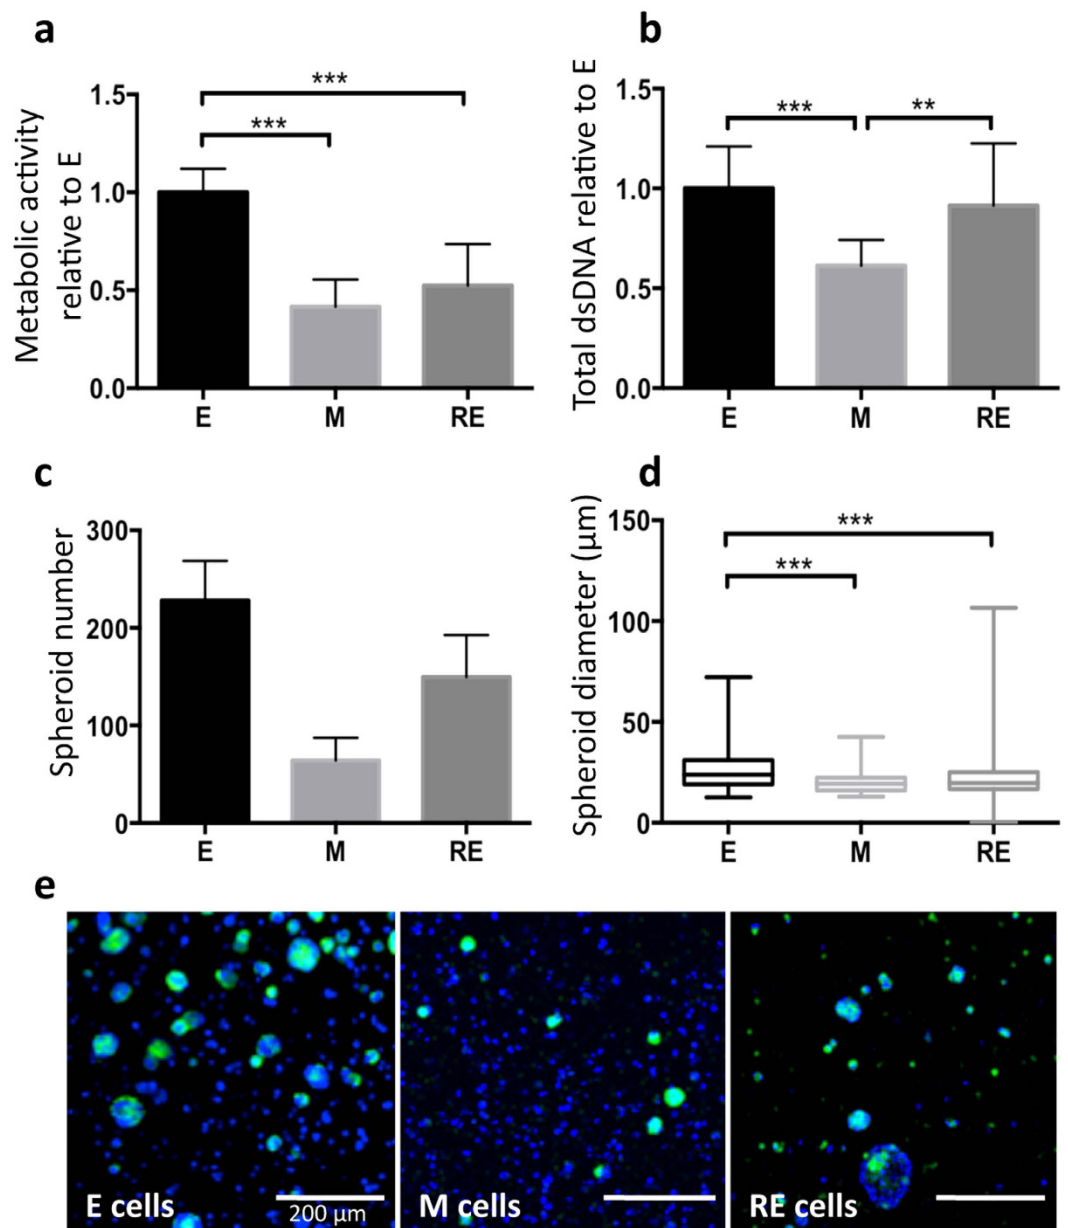 a
Metabolic activity
relative to E
1.5
1.0
0.5
0.0
***
***
E M RE
b
Total dsDNA relative to E
1.5
1.0
0.5
0.0
*** **
E M RE
c
Spheroid number
300
200
100
0
E M RE
d
Spheroid diameter (µm)
150
100
50
0
***
***
E M RE
e
E cells
200 µm
M cells
RE cells